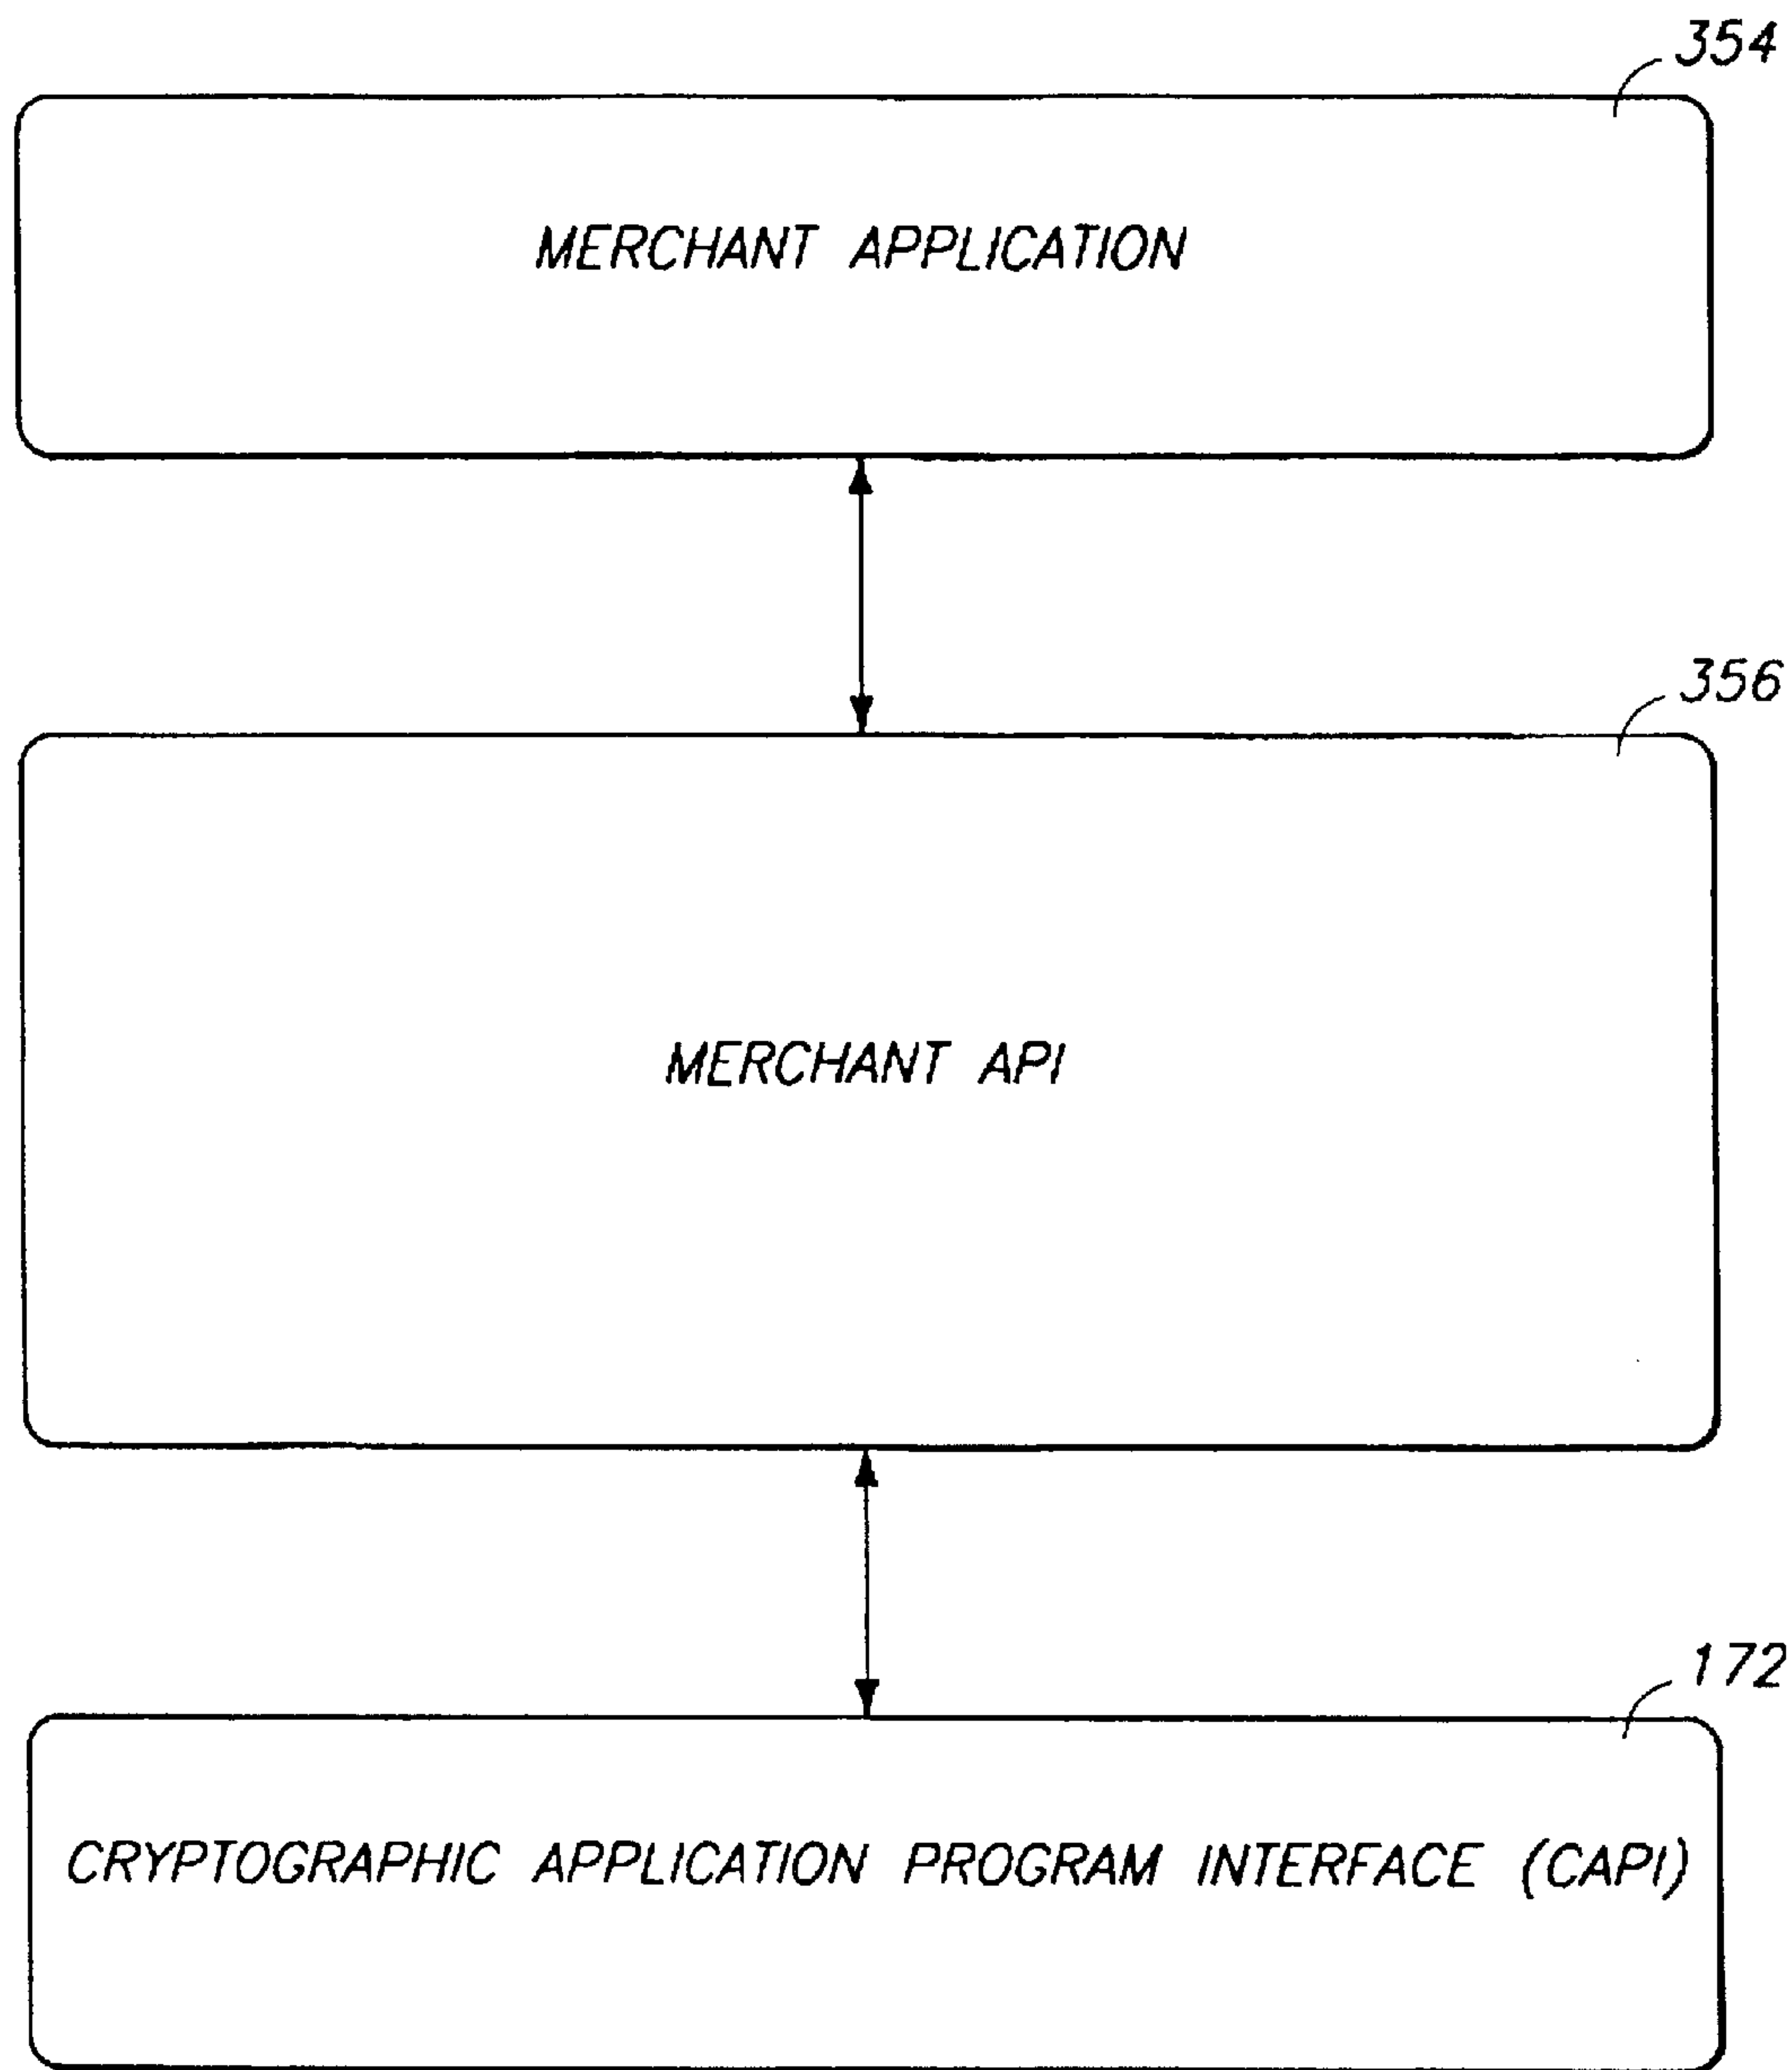 354
MERCHANT APPLICATION
356
MERCHANT API
172
CRYPTOGRAPHIC APPLICATION PROGRAM INTERFACE (CAPI)